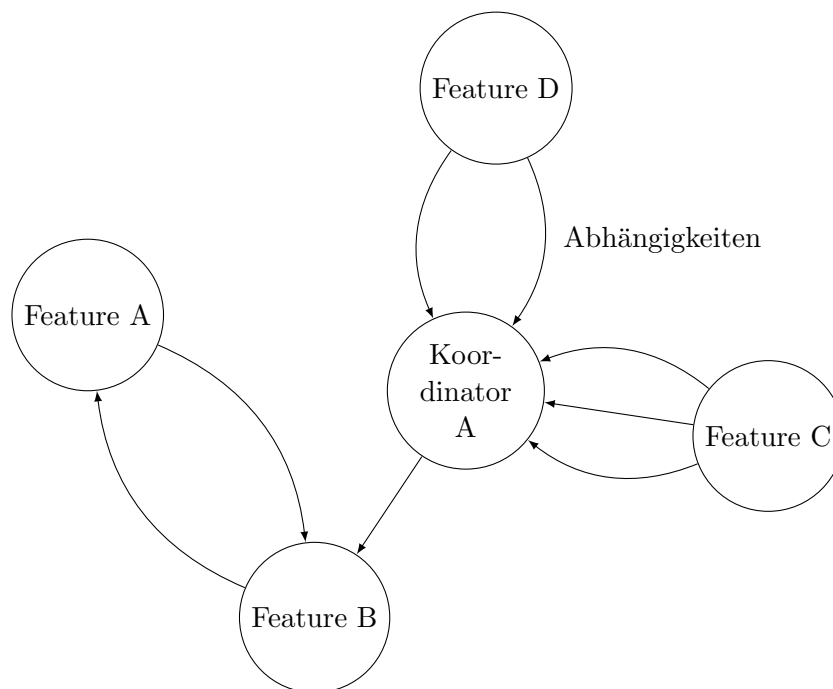 Feature D
Abhängigkeiten
Feature A
Koor-
dinator
A
Feature C
Feature B